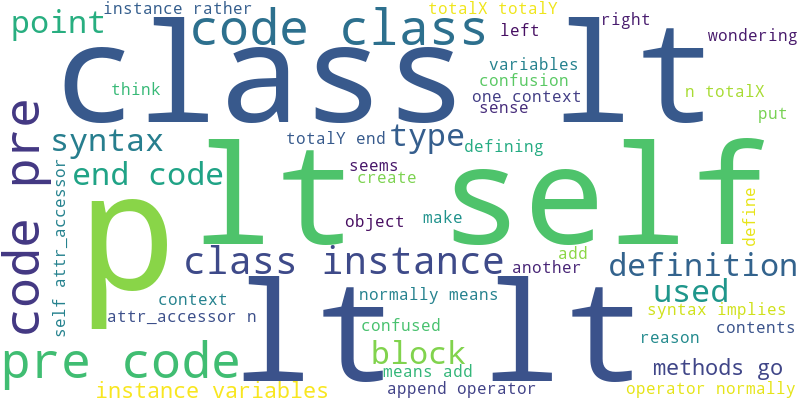 instance rather
totalX totalY
point
code class
left
right
wondering
class
lt
variables
think
confusion
one context
n totalX
sense
put
code pre
syntax
totalY end
type
defining
p
lt
self
end code
seems
create
self attr_accessor
object
make
define
class instance
another
add
definition
context
lt
lt
normally means
used
attr_accessor n
confused
syntax implies
contents
reason
pre code
block
means add
methods go
instance variables
append operator
operator normally